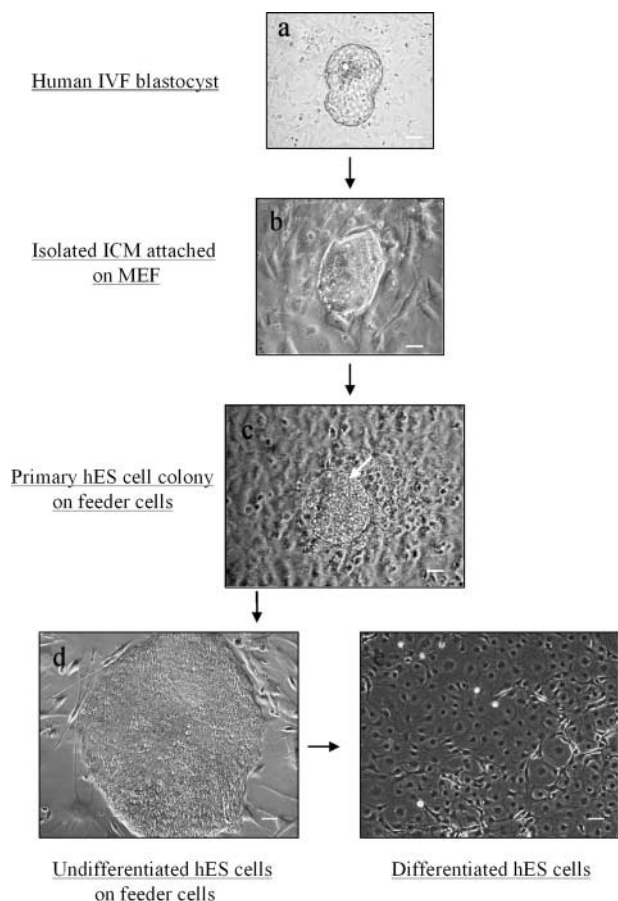 a
Human IVF blastocyst
b
Isolated ICM attached
on MEF
c
Primary hES cell colony
on feeder cells
d
Undifferentiated hES cells
on feeder cells
Differentiated hES cells